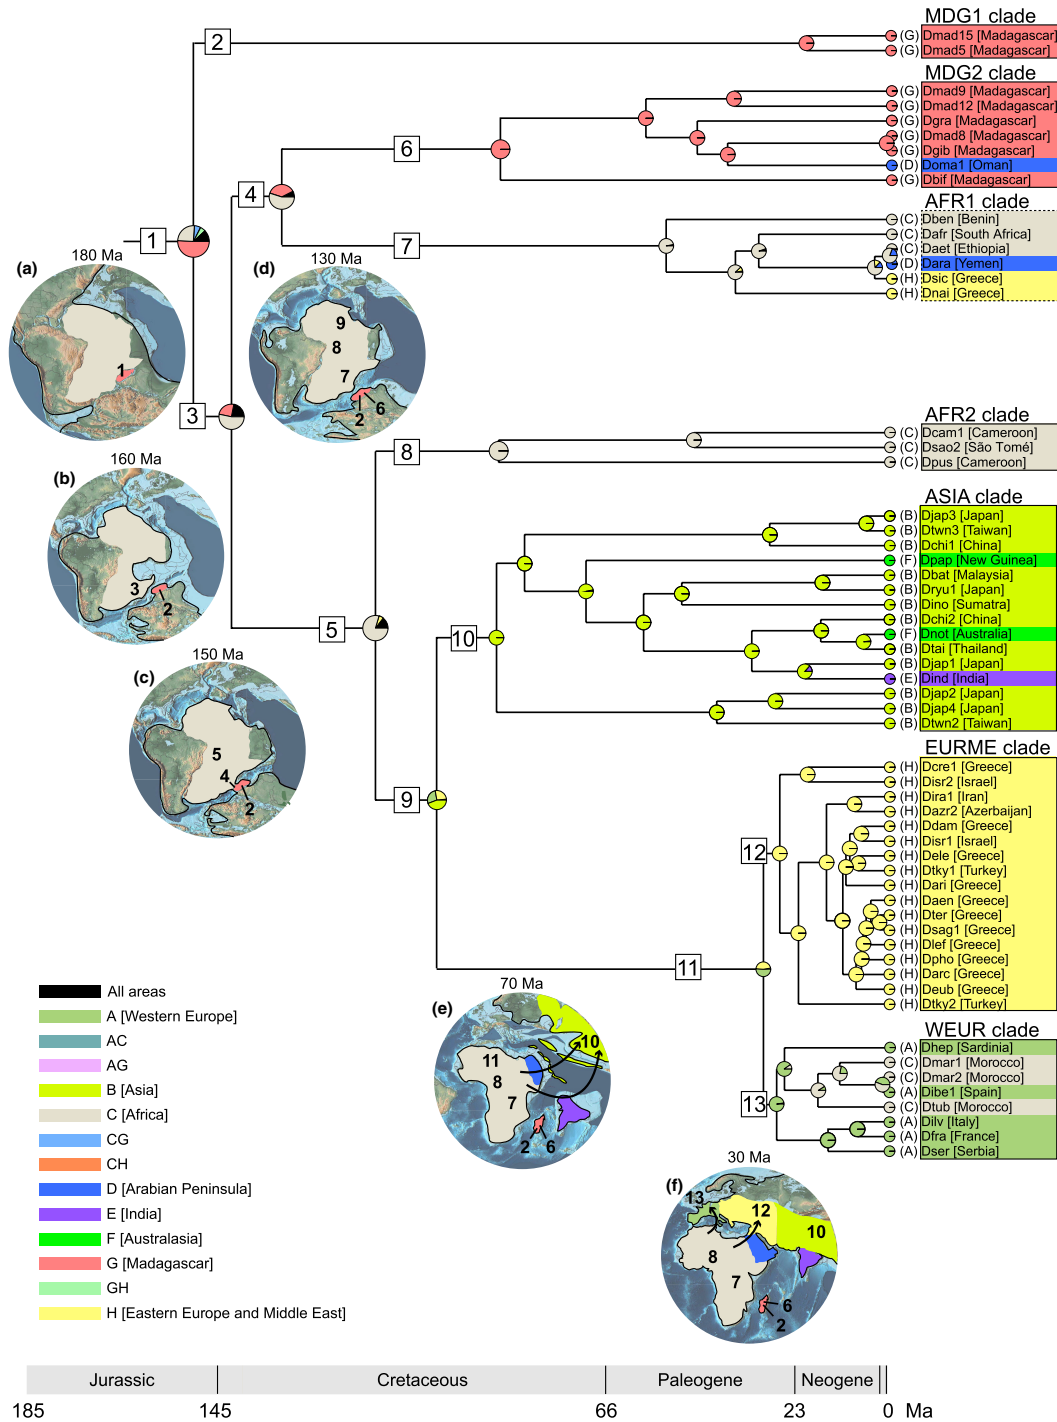 MDG1 clade
(G) Dmad15 [Madagascar]
(G) Dmad5 [Madagascar]
2
MDG2 clade
(G) Dmad9 [Madagascar]
(G) Dmad12 [Madagascar]
(G) Dgra [Madagascar]
(G) Dmad8 [Madagascar]
(G) Dgib [Madagascar]
(D) Doma1 [Oman]
(G) Dbif [Madagascar]
6
4
AFR1 clade
(C) Dben [Benin]
(C) Dafr [South Africa]
(C) Daet [Ethiopia]
(D) Dara [Yemen]
(H) Dsic [Greece]
(H) Dnai [Greece]
7
1
180 Ma
(a)
1
130 Ma
(d)
9
8
7
2 6
3
AFR2 clade
(C) Dcam1 [Cameroon]
(C) Dsao2 [São Tomé]
(C) Dpus [Cameroon]
8
160 Ma
(b)
3
2
ASIA clade
(B) Djap3 [Japan]
(B) Dtwn3 [Taiwan]
(B) Dchi1 [China]
(F) Dpap [New Guinea]
(B) Dbat [Malaysia]
(B) Dryu1 [Japan]
(B) Dino [Sumatra]
(B) Dchi2 [China]
(F) Dnot [Australia]
(B) Dtai [Thailand]
(B) Djap1 [Japan]
(E) Dind [India]
(B) Djap2 [Japan]
(B) Djap4 [Japan]
(B) Dtwn2 [Taiwan]
5
10
150 Ma
(c)
5
4
2
9
EURME clade
(H) Dcre1 [Greece]
(H) Disr2 [Israel]
(H) Dira1 [Iran]
(H) Dazr2 [Azerbaijan]
(H) Ddam [Greece]
(H) Disr1 [Israel]
(H) Dele [Greece]
(H) Dtky1 [Turkey]
(H) Dari [Greece]
(H) Daen [Greece]
(H) Dter [Greece]
(H) Dsag1 [Greece]
(H) Dlef [Greece]
(H) Dpho [Greece]
(H) Darc [Greece]
(H) Deub [Greece]
(H) Dtky2 [Turkey]
12
11
WEUR clade
(A) Dhep [Sardinia]
(C) Dmar1 [Morocco]
(C) Dmar2 [Morocco]
(A) Dibe1 [Spain]
(C) Dtub [Morocco]
(A) Dilv [Italy]
(A) Dfra [France]
(A) Dser [Serbia]
13
70 Ma
(e)
10
11
8
7
2 6
30 Ma
(f)
13
12
10
8
7
6
2
All areas
A [Western Europe]
AC
AG
B [Asia]
C [Africa]
CG
CH
D [Arabian Peninsula]
E [India]
F [Australasia]
G [Madagascar]
GH
H [Eastern Europe and Middle East]
Jurassic Cretaceous Paleogene Neogene
185 145 66 23 0 Ma